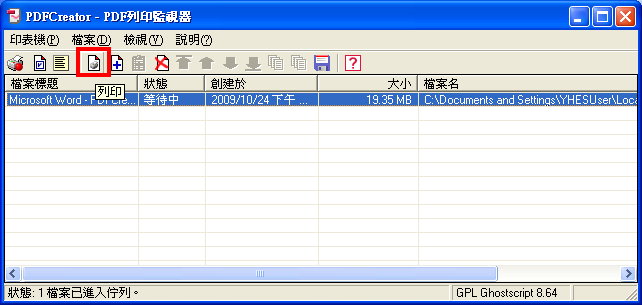 PDFCreator - PDF列印監視器
印表機(P) 檔案(D) 檢視(V) 說明(?)
檔案標題 狀態 創建於 大小 檔案名
Microsoft Word - PDFCre... 等待中 2009/10/24 下午 ... 19.35 MB C:\Documents and Settings\YHESUser\Loca
列印
狀態: 1 檔案已進入佇列。 GPL Ghostscript 8.64